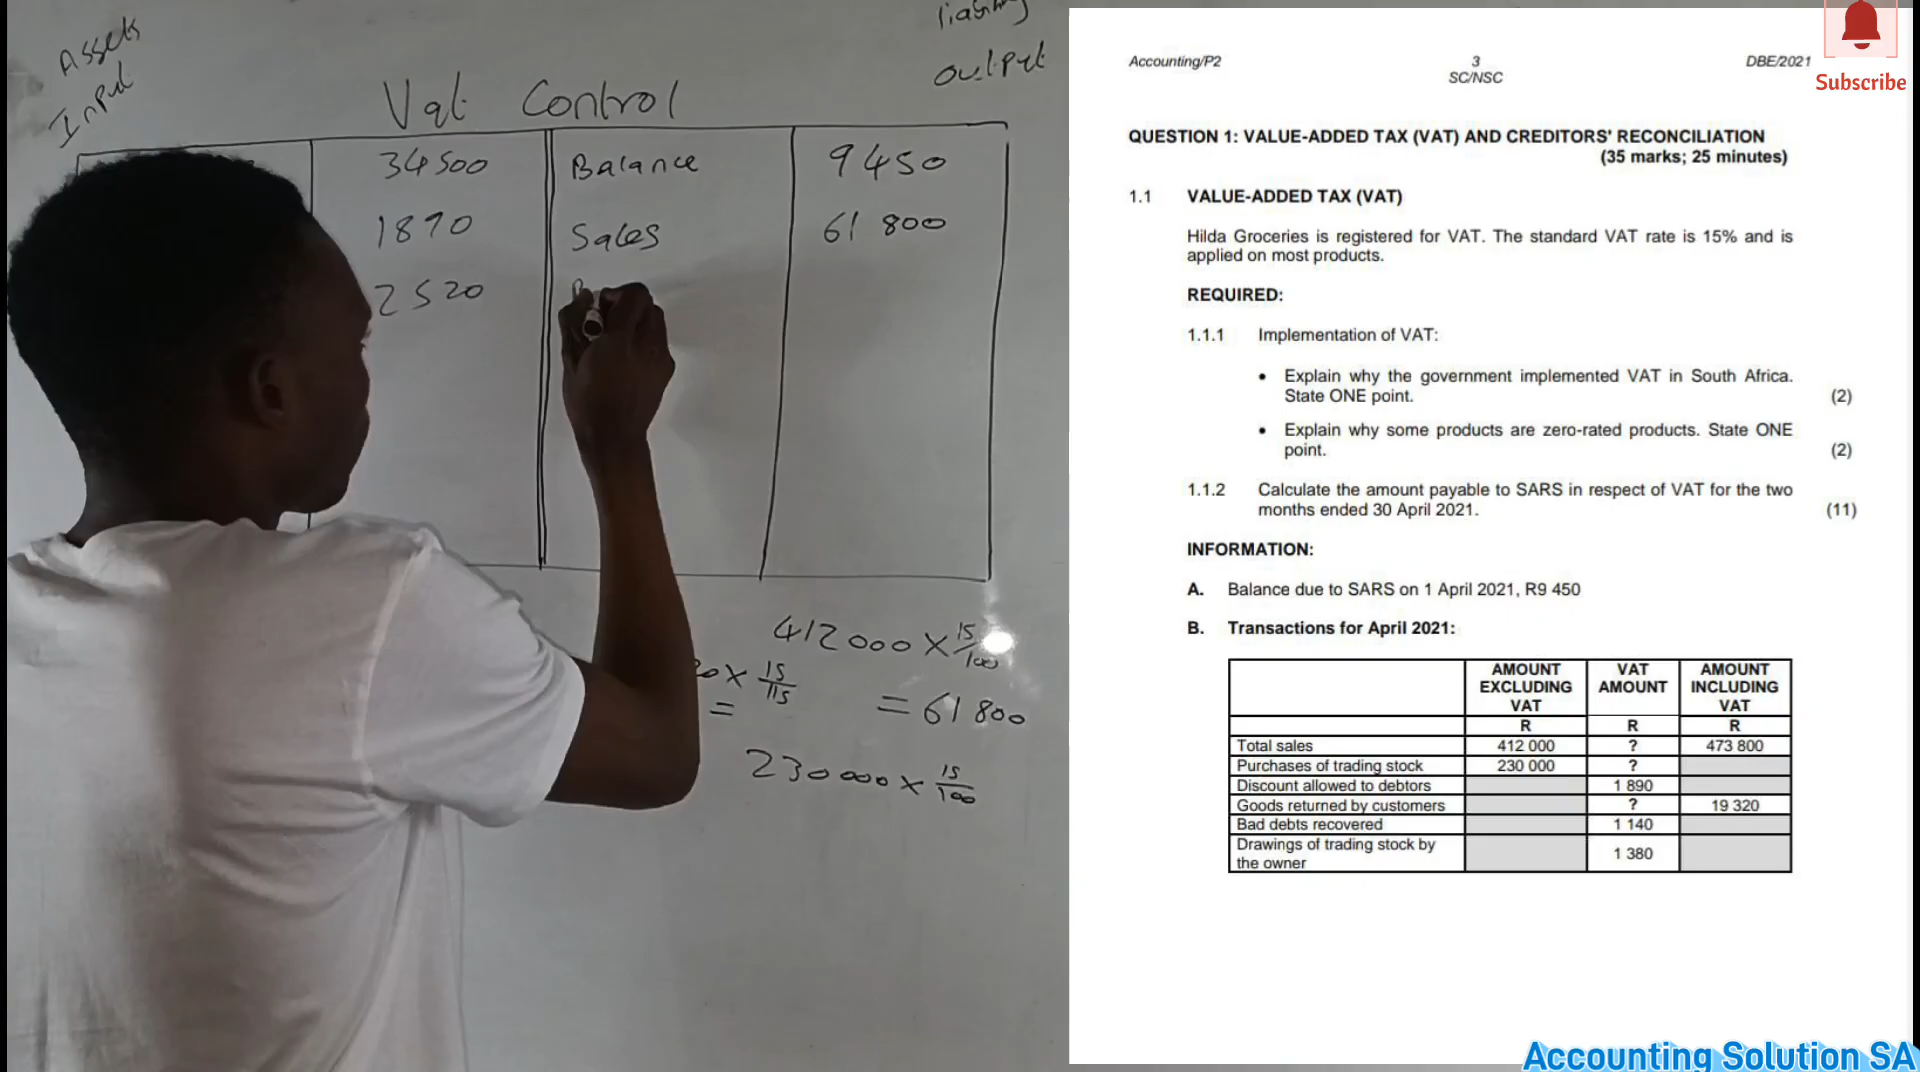 Assets
Input
liability
output
Vat Control
34500 Balance 9450
1890 Sales 61 800
2520 B
412 000 × 15/100
= 61 800
20 × 15/115
=
230 000 × 15/100
Subscribe
Accounting/P2 3 DBE/2021
SC/NSC
QUESTION 1: VALUE-ADDED TAX (VAT) AND CREDITORS' RECONCILIATION
(35 marks; 25 minutes)
1.1 VALUE-ADDED TAX (VAT)
Hilda Groceries is registered for VAT. The standard VAT rate is 15% and is
applied on most products.
REQUIRED:
1.1.1 Implementation of VAT:
• Explain why the government implemented VAT in South Africa.
State ONE point. (2)
• Explain why some products are zero-rated products. State ONE
point. (2)
1.1.2 Calculate the amount payable to SARS in respect of VAT for the two
months ended 30 April 2021. (11)
INFORMATION:
A. Balance due to SARS on 1 April 2021, R9 450
B. Transactions for April 2021:
AMOUNT EXCLUDING VAT VAT AMOUNT AMOUNT INCLUDING VAT
R R R
Total sales 412 000 ? 473 800
Purchases of trading stock 230 000 ?
Discount allowed to debtors 1 890
Goods returned by customers ? 19 320
Bad debts recovered 1 140
Drawings of trading stock by
the owner 1 380
Accounting Solution SA